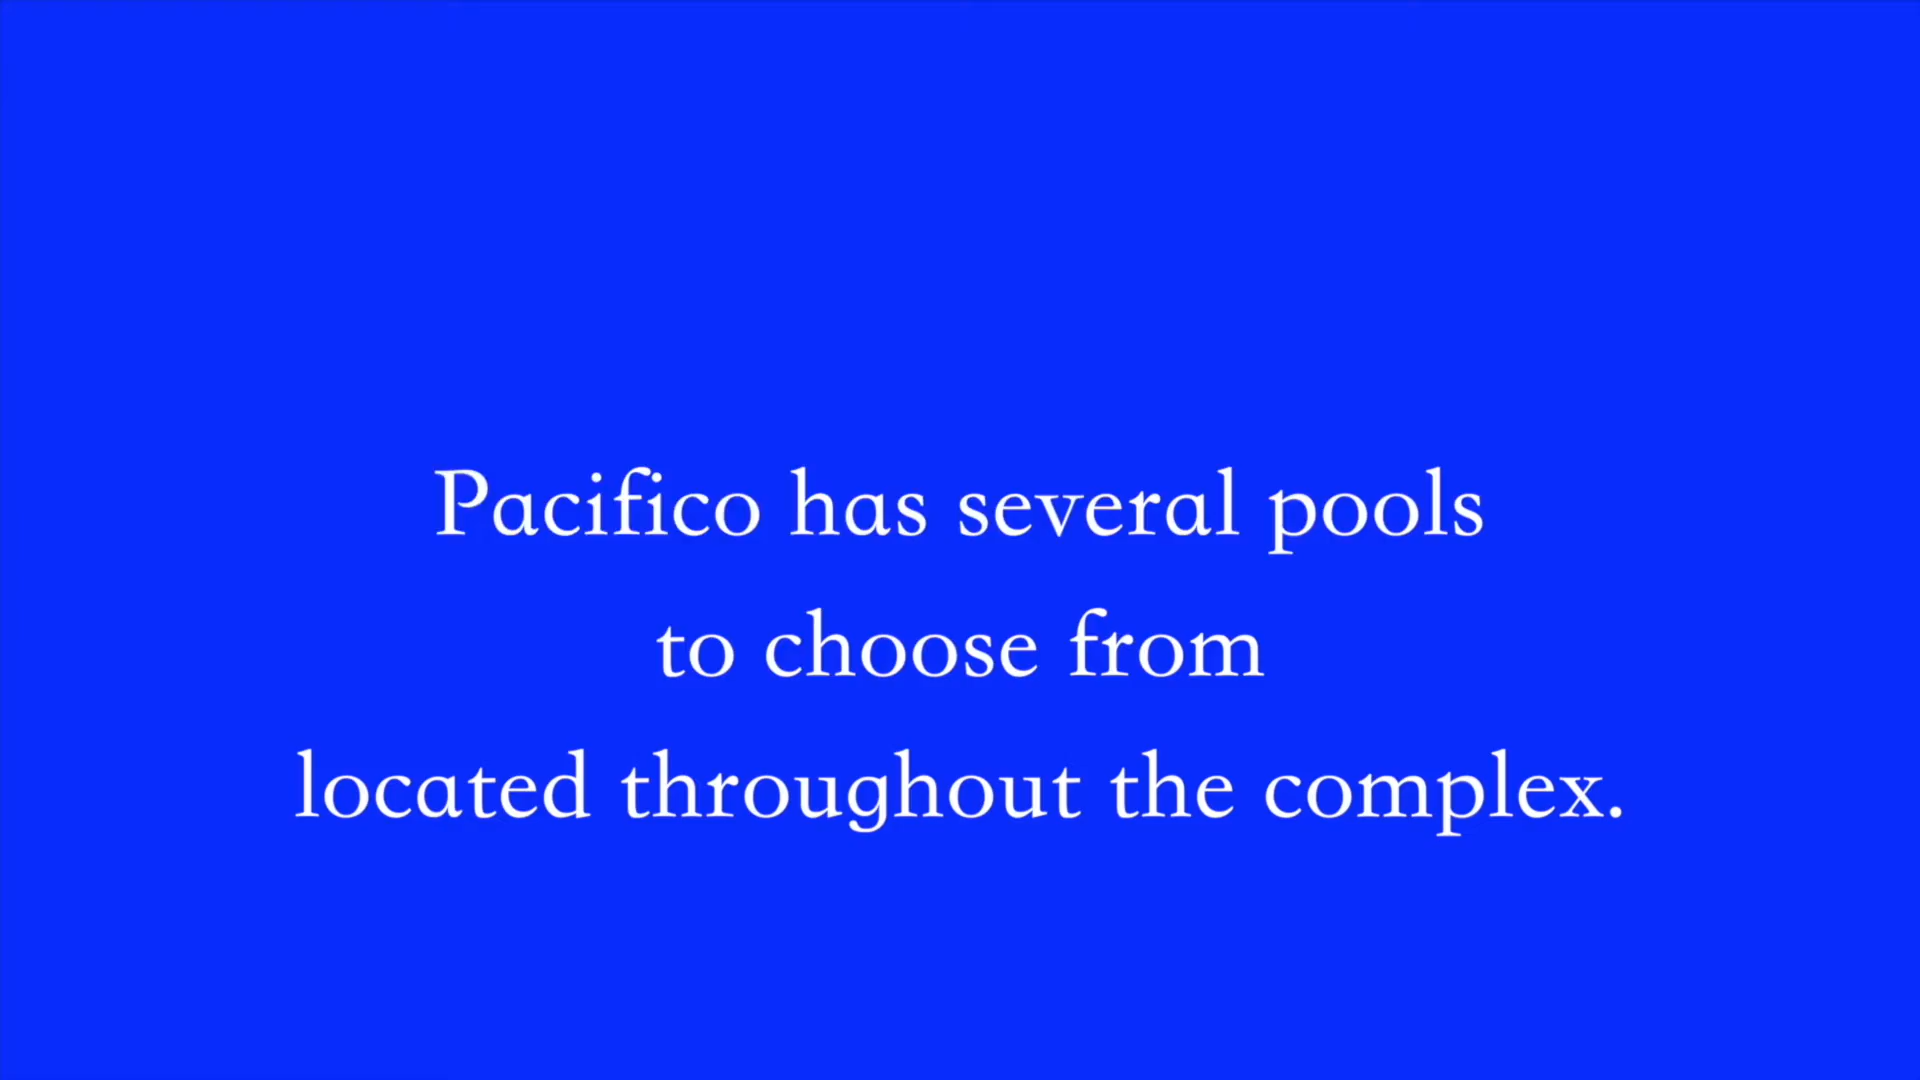 Pacifico has several pools
to choose from
located throughout the complex.